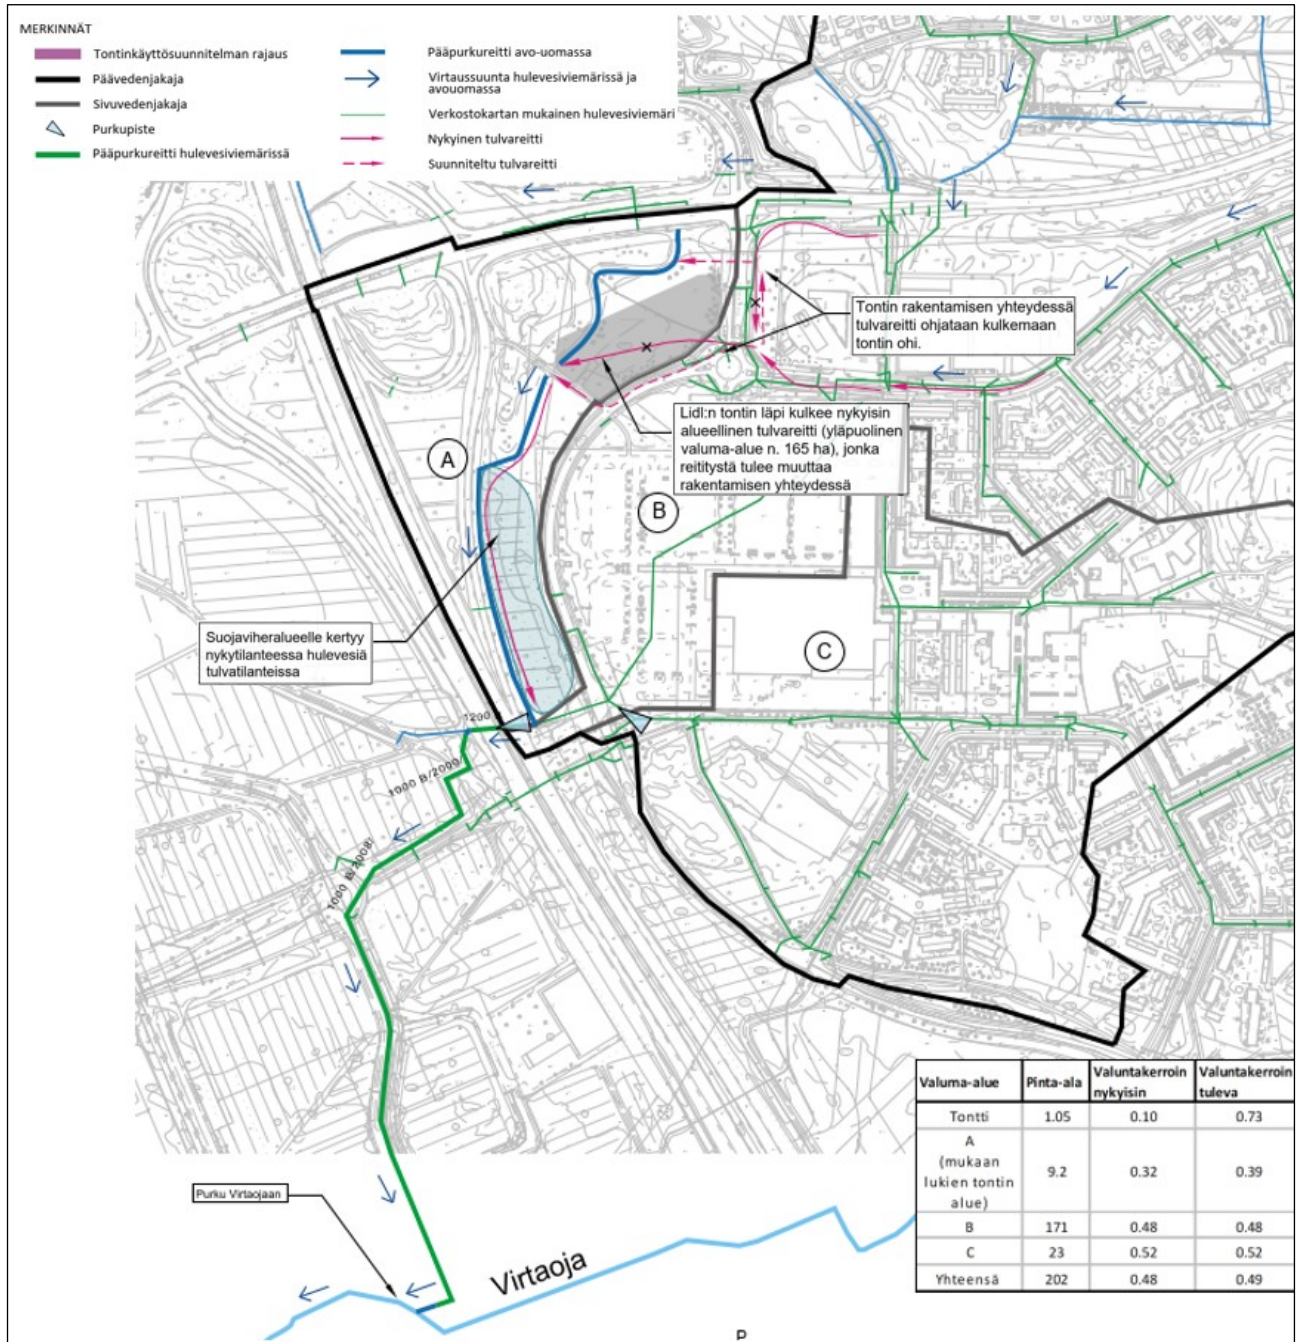 MERKINNÄT
Tontinkäyttösuunnitelman rajaus
Päävedenjakaja
Sivuvedenjakaja
Purkupiste
Pääpurkureitti hulevesiviemärissä
Pääpurkureitti avo-uomassa
Virtaussuunta hulevesiviemärissä ja
avouomassa
Verkostokartan mukainen hulevesiviemäri
Nykyinen tulvareitti
Suunniteltu tulvareitti
Tontin rakentamisen yhteydessä
tulvareitti ohjataan kulkemaan
tontin ohi.
Lidl:n tontin läpi kulkee nykyisin
alueellinen tulvareitti (yläpuolinen
valuma-alue n. 165 ha), jonka
reititystä tulee muuttaa
rakentamisen yhteydessä
A
B
C
Suojaviheralueelle kertyy
nykytilanteessa hulevesiä
tulvatilanteissa
1200
1000 B/2000
1000 B/2008
Purku Virtaojaan
Virtaoja
P
Valuma-alue Pinta-ala Valuntakerroin nykyisin Valuntakerroin tuleva
Tontti 1.05 0.10 0.73
A (mukaan lukien tontin alue) 9.2 0.32 0.39
B 171 0.48 0.48
C 23 0.52 0.52
Yhteensä 202 0.48 0.49